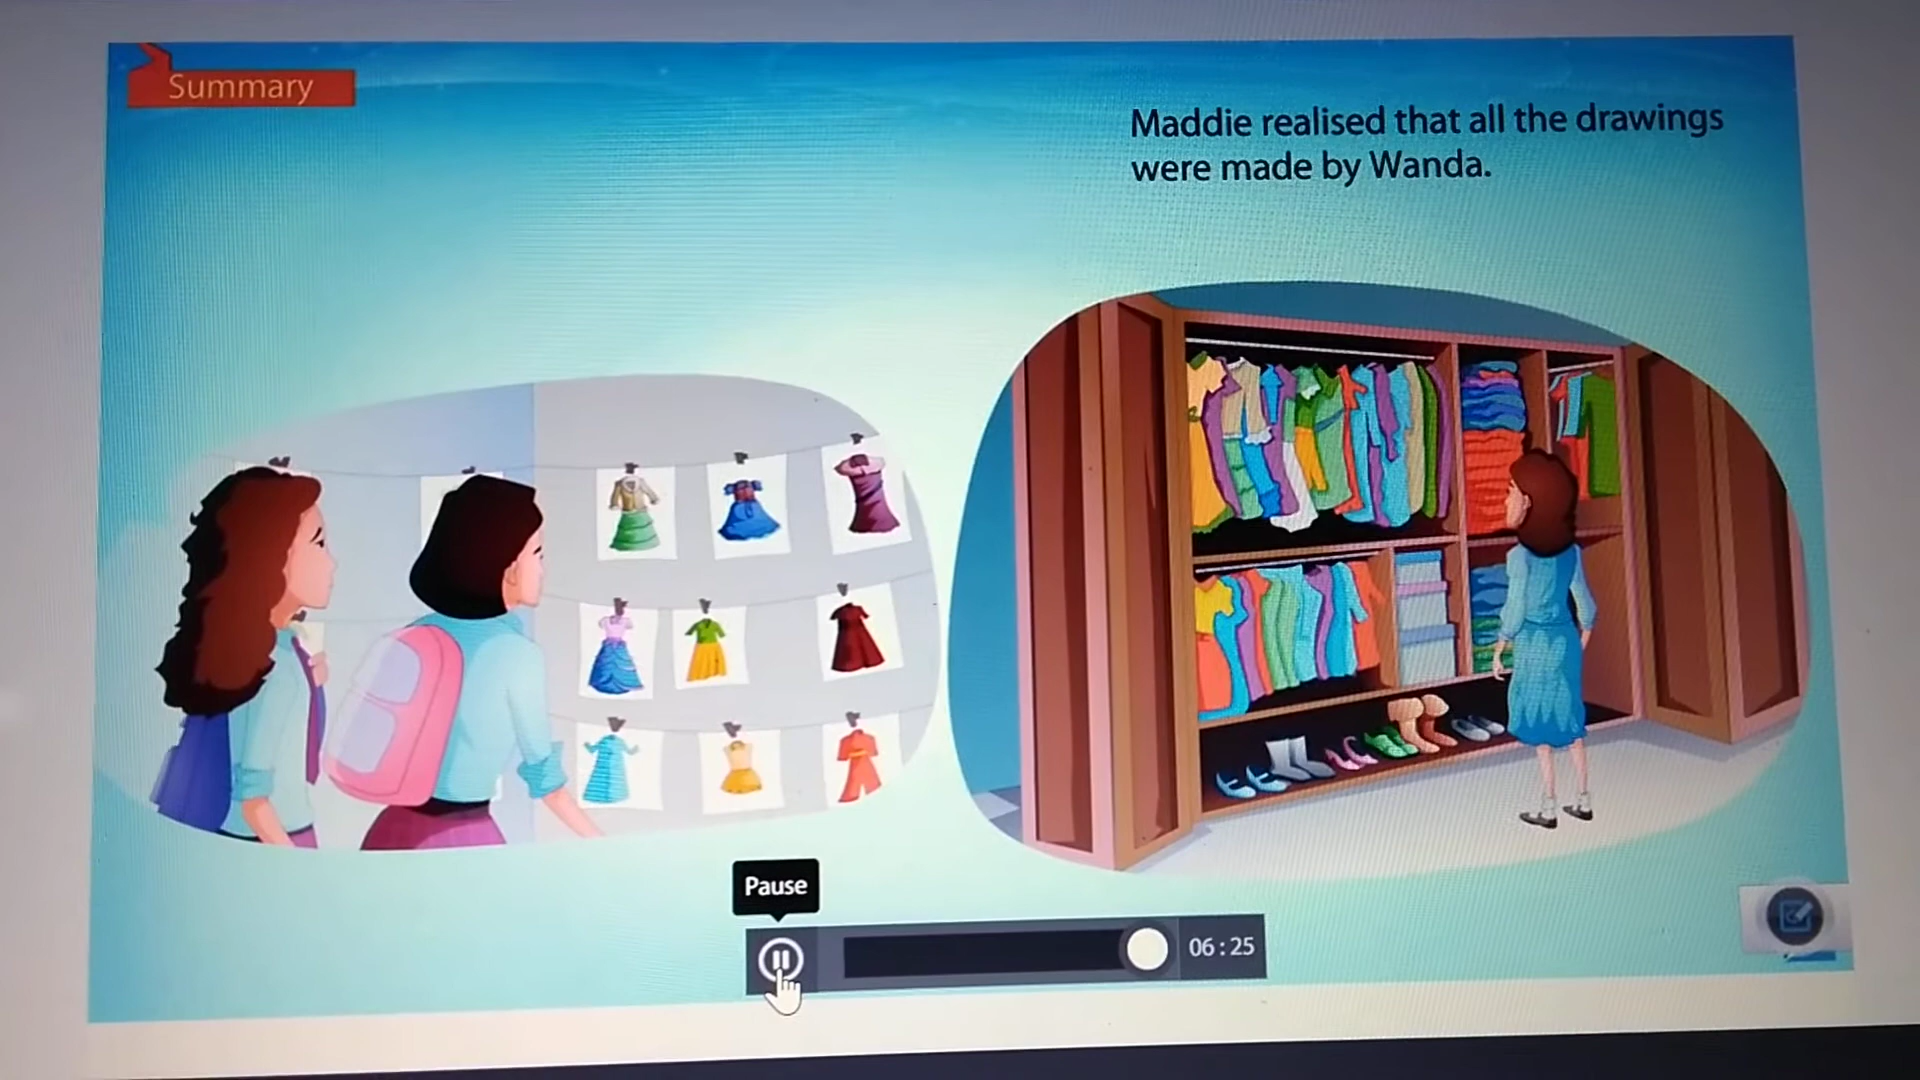 Summary
Maddie realised that all the drawings
were made by Wanda.
Pause
06:25